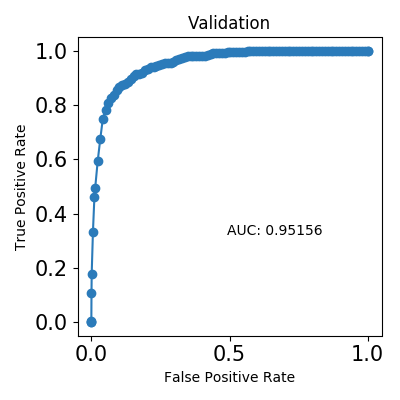 Validation
1.0
0.8
0.6
0.4
0.2
0.0
True Positive Rate
AUC: 0.95156
0.0 0.5 1.0
False Positive Rate